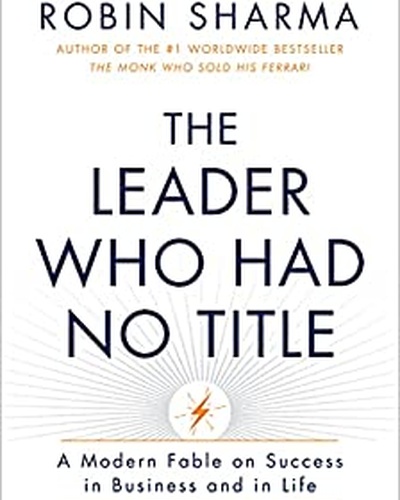 ROBIN SHARMA
AUTHOR OF THE #1 WORLDWIDE BESTSELLER
THE MONK WHO SOLD HIS FERRARI
THE
LEADER
WHO HAD
NO TITLE
A Modern Fable on Success
in Business and in Life